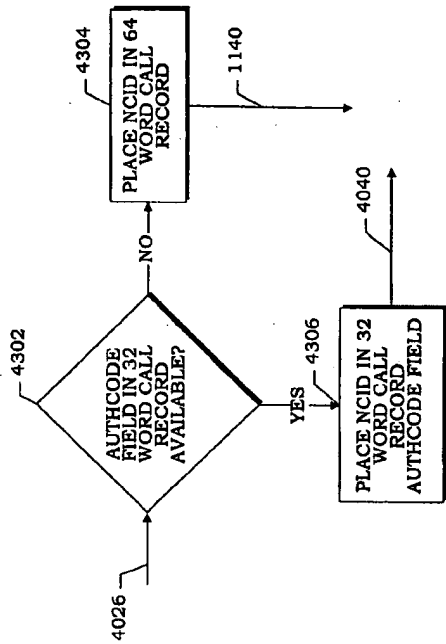 4026
4302
AUTHCODE
FIELD IN 32
WORD CALL
RECORD
AVAILABLE?
NO
4304
PLACE NCID IN 64
WORD CALL
RECORD
1140
YES
4306
PLACE NCID IN 32
WORD CALL
RECORD
AUTHCODE FIELD
4040